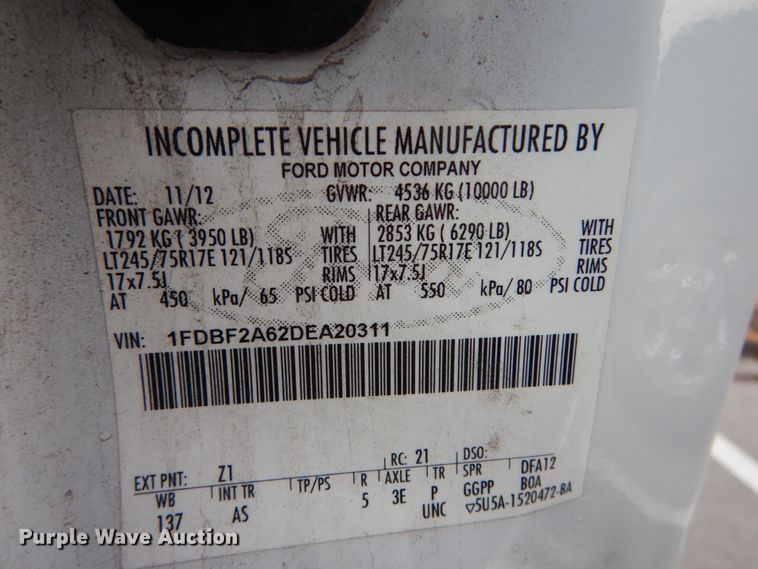 INCOMPLETE VEHICLE MANUFACTURED BY
FORD MOTOR COMPANY
DATE: 11/12 GVWR: 4536 KG (10000 LB)
FRONT GAWR: REAR GAWR:
1792 KG ( 3950 LB) WITH 2853 KG ( 6290 LB) WITH
LT245/75R17E 121/118S TIRES LT245/75R17E 121/118S TIRES
17x7.5J RIMS 17x7.5J RIMS
AT 450 kPa/ 65 PSI COLD AT 550 kPa/ 80 PSI COLD
VIN: 1FDBF2A62DEA20311
EXT PNT: Z1 RC: 21 DSO:
WB INT TR TP/PS R AXLE TR SPR DFA12
137 AS 5 3E P GGPP BOA
UNC ▽5U5A-1520472-BA
Purple Wave Auction